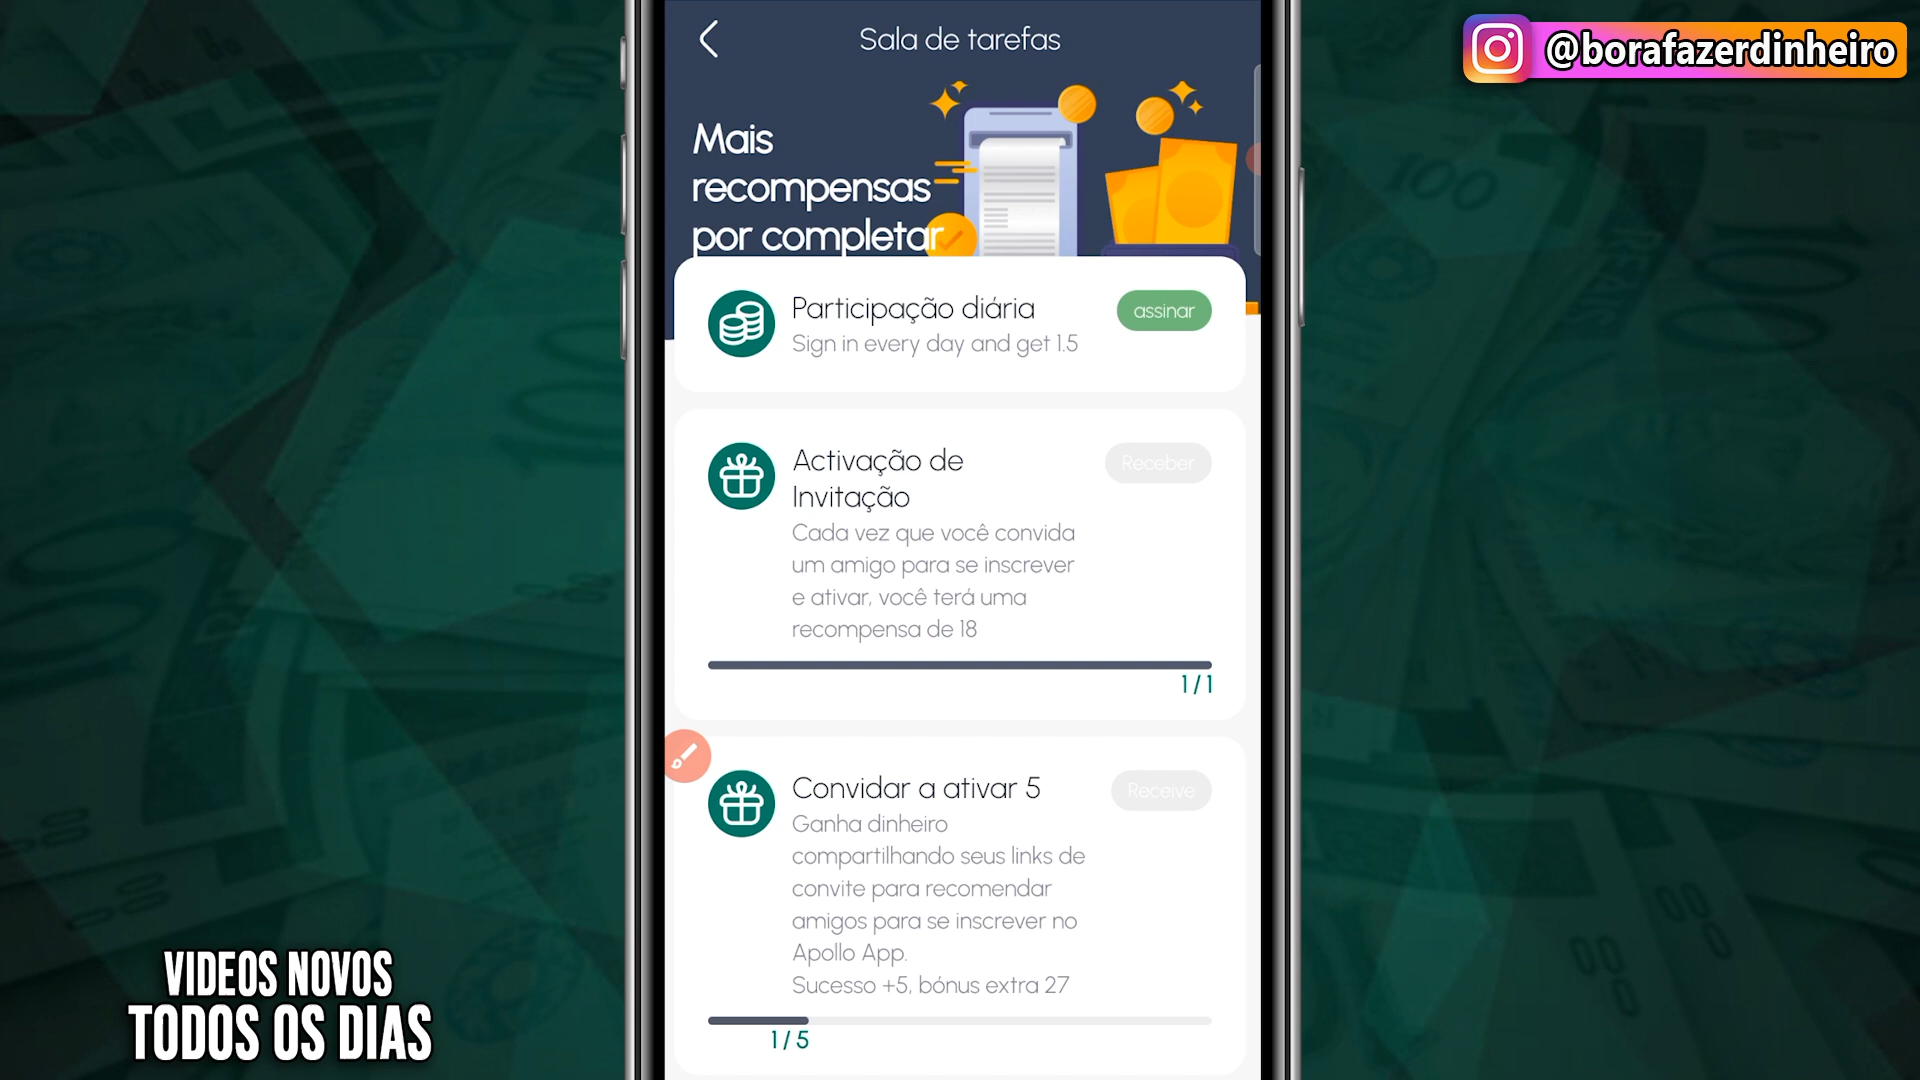 @borafazerdinheiro
Sala de tarefas
Mais
recompensas
por completar
Participação diária
assinar
Sign in every day and get 1.5
Activação de
Invitação
Receber
Cada vez que você convida
um amigo para se inscrever
e ativar, você terá uma
recompensa de 18
1 / 1
Convidar a ativar 5
Receive
Ganha dinheiro
compartilhando seus links de
convite para recomendar
amigos para se inscrever no
Apollo App.
Sucesso +5, bónus extra 27
1 / 5
VIDEOS NOVOS
TODOS OS DIAS
100